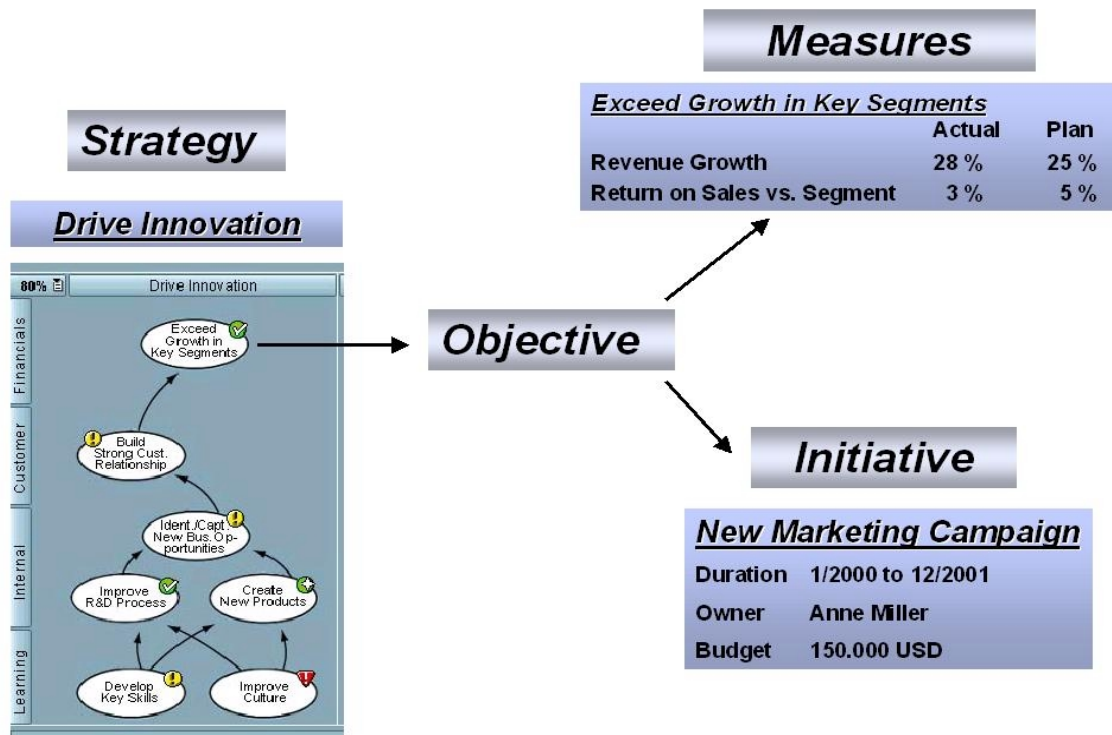 Strategy
Drive Innovation
80%
Drive Innovation
Financials
Exceed
Growth in
Key Segments
Customer
Build
Strong Cust.
Relationship
Internal
Ident./Capt.
New Bus. Op-
portunities
Improve
R&D Process
Create
New Products
Learning
Develop
Key Skills
Improve
Culture
Objective
Measures
Exceed Growth in Key Segments
Actual Plan
Revenue Growth 28 % 25 %
Return on Sales vs. Segment 3 % 5 %
Initiative
New Marketing Campaign
Duration 1/2000 to 12/2001
Owner Anne Miller
Budget 150.000 USD